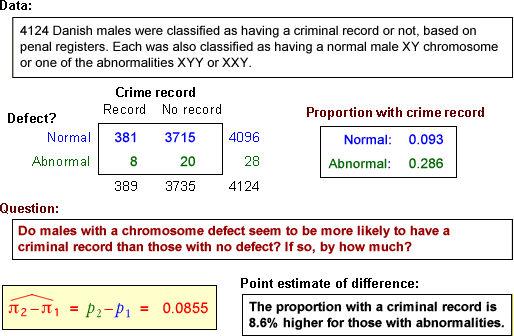 Data:
4124 Danish males were classified as having a criminal record or not, based on
penal registers. Each was also classified as having a normal male XY chromosome
or one of the abnormalities XYY or XXY.
Crime record
Defect? Record No record
Normal 381 3715 4096
Abnormal 8 20 28
389 3735 4124
Proportion with crime record
Normal: 0.093
Abnormal: 0.286
Question:
Do males with a chromosome defect seem to be more likely to have a
criminal record than those with no defect? If so, by how much?
π2 – π1 = p2 – p1 = 0.0855
Point estimate of difference:
The proportion with a criminal record is
8.6% higher for those with abnormalities.